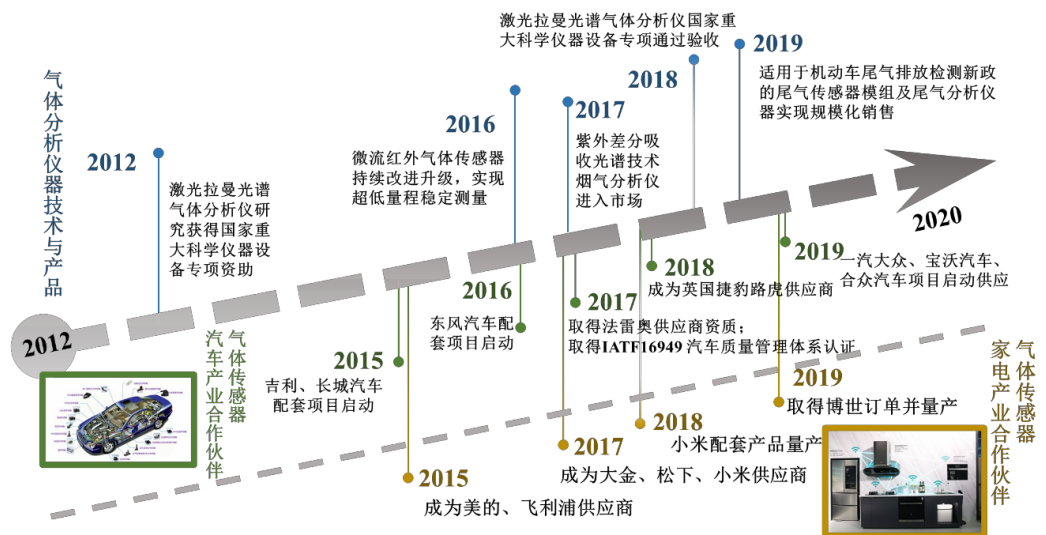 气体分析仪器技术与产品
2012
激光拉曼光谱
气体分析仪研
究获得国家重
大科学仪器设
备专项资助
2016
微流红外气体传感器
持续改进升级，实现
超低量程稳定测量
2017
紫外差分吸
收光谱技术
烟气分析仪
进入市场
激光拉曼光谱气体分析仪国家重
大科学仪器设备专项通过验收
2018
2019
适用于机动车尾气排放检测新政
的尾气传感器模组及尾气分析仪
器实现规模化销售
2012
2020
气体传感器
汽车产业合作伙伴
2015
吉利、长城汽车
配套项目启动
2016
东风汽车配
套项目启动
2017
取得法雷奥供应商资质；
取得IATF16949 汽车质量管理体系认证
2018
成为英国捷豹路虎供应商
2019
一汽大众、宝沃汽车、
合众汽车项目启动供应
气体传感器
家电产业合作伙伴
2015
成为美的、飞利浦供应商
2017
成为大金、松下、小米供应商
2018
小米配套产品量产
2019
取得博世订单并量产